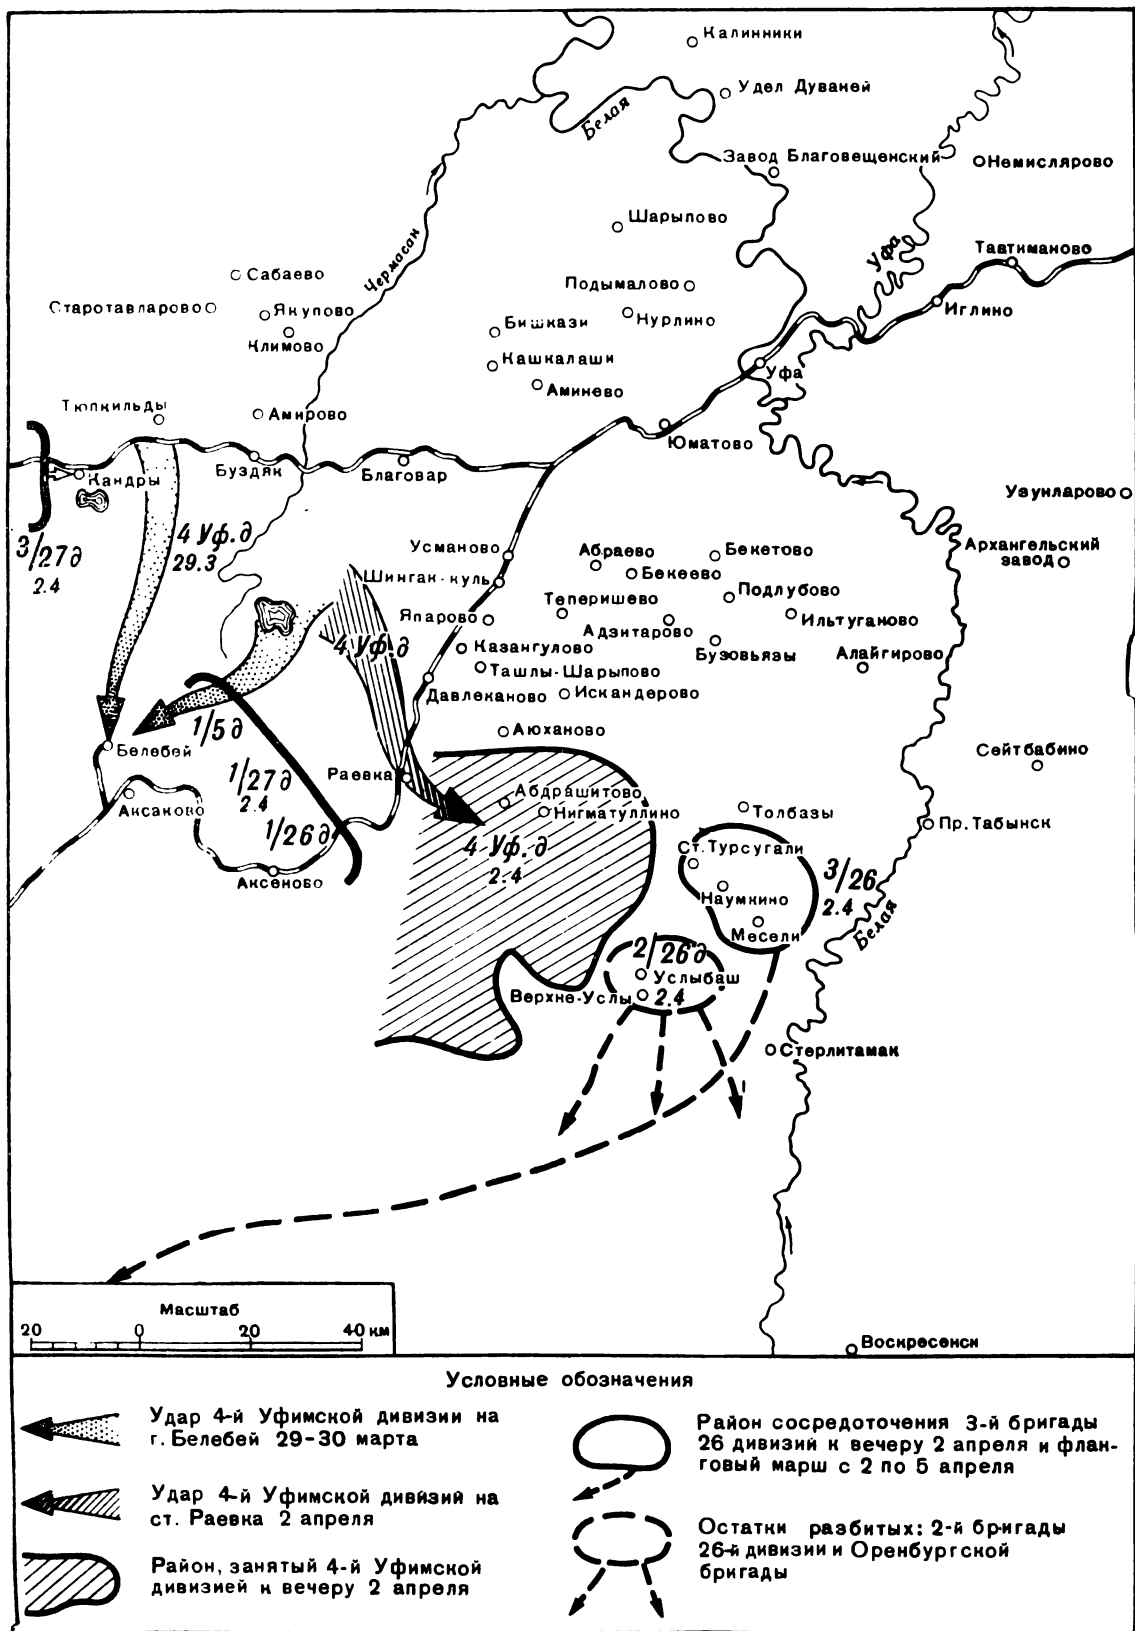 Калинники
Удел Дуваней
Белая
Завод Благовещенский
Немислярово
Шарыпово
Уфа
Таатиманово
Чермасан
Сабаево
Подымалово
Старотавларово
Якупово
Иглино
Нурлино
Бишкази
Климово
Кашкалаши
Уфа
Аминево
Тюпкильды
Амирово
Юматово
Буздяк
Благовар
Кандры
Узунларово
3/27д
2.4
4 Уф.д
29.3
Усманово
Абраево
Бекетово
Архангельский
завод
Шингак-куль
Бекеево
Подлубово
Теперишево
Япарово
Ильтуганово
Адзитарово
4 Уф.д
Казангулово
Бузовьязы
Алайгирово
Ташлы-Шарыпово
Давлеканово
Искандерово
1/5д
Аюханово
Белебей
Сейтбабино
1/27д
2.4
Раевка
Абдрашитово
Аксаково
Нигматуллино
Толбазы
Пр. Табынск
1/26д
4 Уф.д
2.4
Ст. Турсугали
3/26
2.4
Аксеново
Наумкино
Белая
Месели
2/26д
Услыбаш
Верхне-Услы
2.4
Стерлитамак
Масштаб
20 0 20 40 км
Воскресенси
Условные обозначения
Удар 4-й Уфимской дивизии на
г. Белебей 29-30 марта
Удар 4-й Уфимской дивизий на
ст. Раевка 2 апреля
Район, занятый 4-й Уфимской
дивизией к вечеру 2 апреля
Район сосредоточения 3-й бригады
26 дивизий к вечеру 2 апреля и флан-
говый марш с 2 по 5 апреля
Остатки разбитых: 2-й бригады
26-й дивизии и Оренбургской
бригады